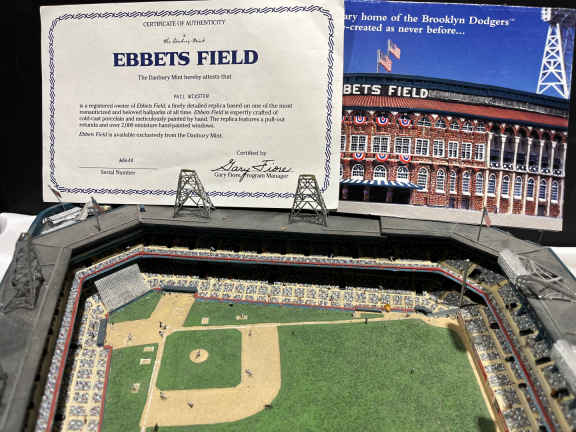 CERTIFICATE OF AUTHENTICITY
the Danbury Mint
EBBETS FIELD
The Danbury Mint hereby attests that
PHIL WEXSTEN
is a registered owner of Ebbets Field, a finely detailed replica based on one of the most
romanticized and beloved ballparks of all time. Ebbets Field is expertly crafted of
cold-cast porcelain and meticulously painted by hand. The replica features a pull-out
rotunda and over 2,000 miniature hand-painted windows.
Ebbets Field is available exclusively from the Danbury Mint.
Certified by
Serial Number
Gary Fiore
Gary Fiore, Program Manager
ary home of the Brooklyn Dodgers™
-created as never before...
BBETS FIELD